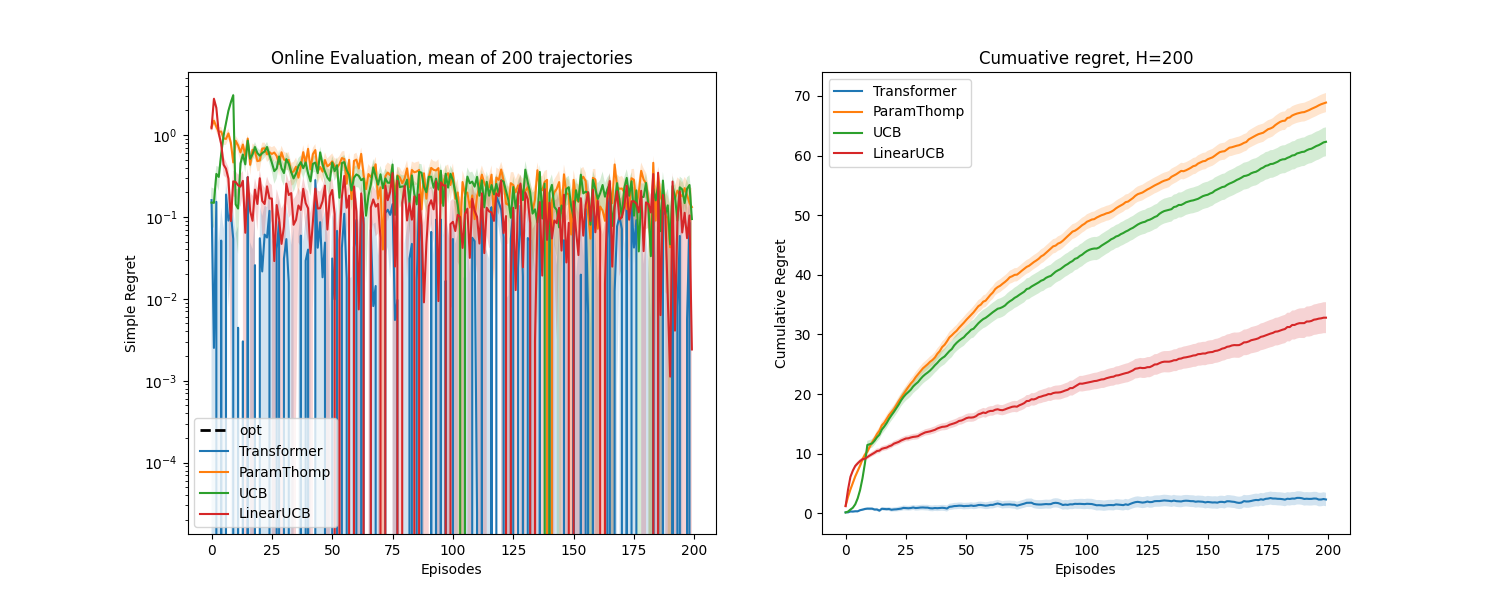 Online Evaluation, mean of 200 trajectories
Simple Regret
10⁰
10⁻¹
10⁻²
10⁻³
10⁻⁴
opt
Transformer
ParamThomp
UCB
LinearUCB
0 25 50 75 100 125 150 175 200
Episodes
Cumuative regret, H=200
Cumulative Regret
70
60
50
40
30
20
10
0
Transformer
ParamThomp
UCB
LinearUCB
0 25 50 75 100 125 150 175 200
Episodes